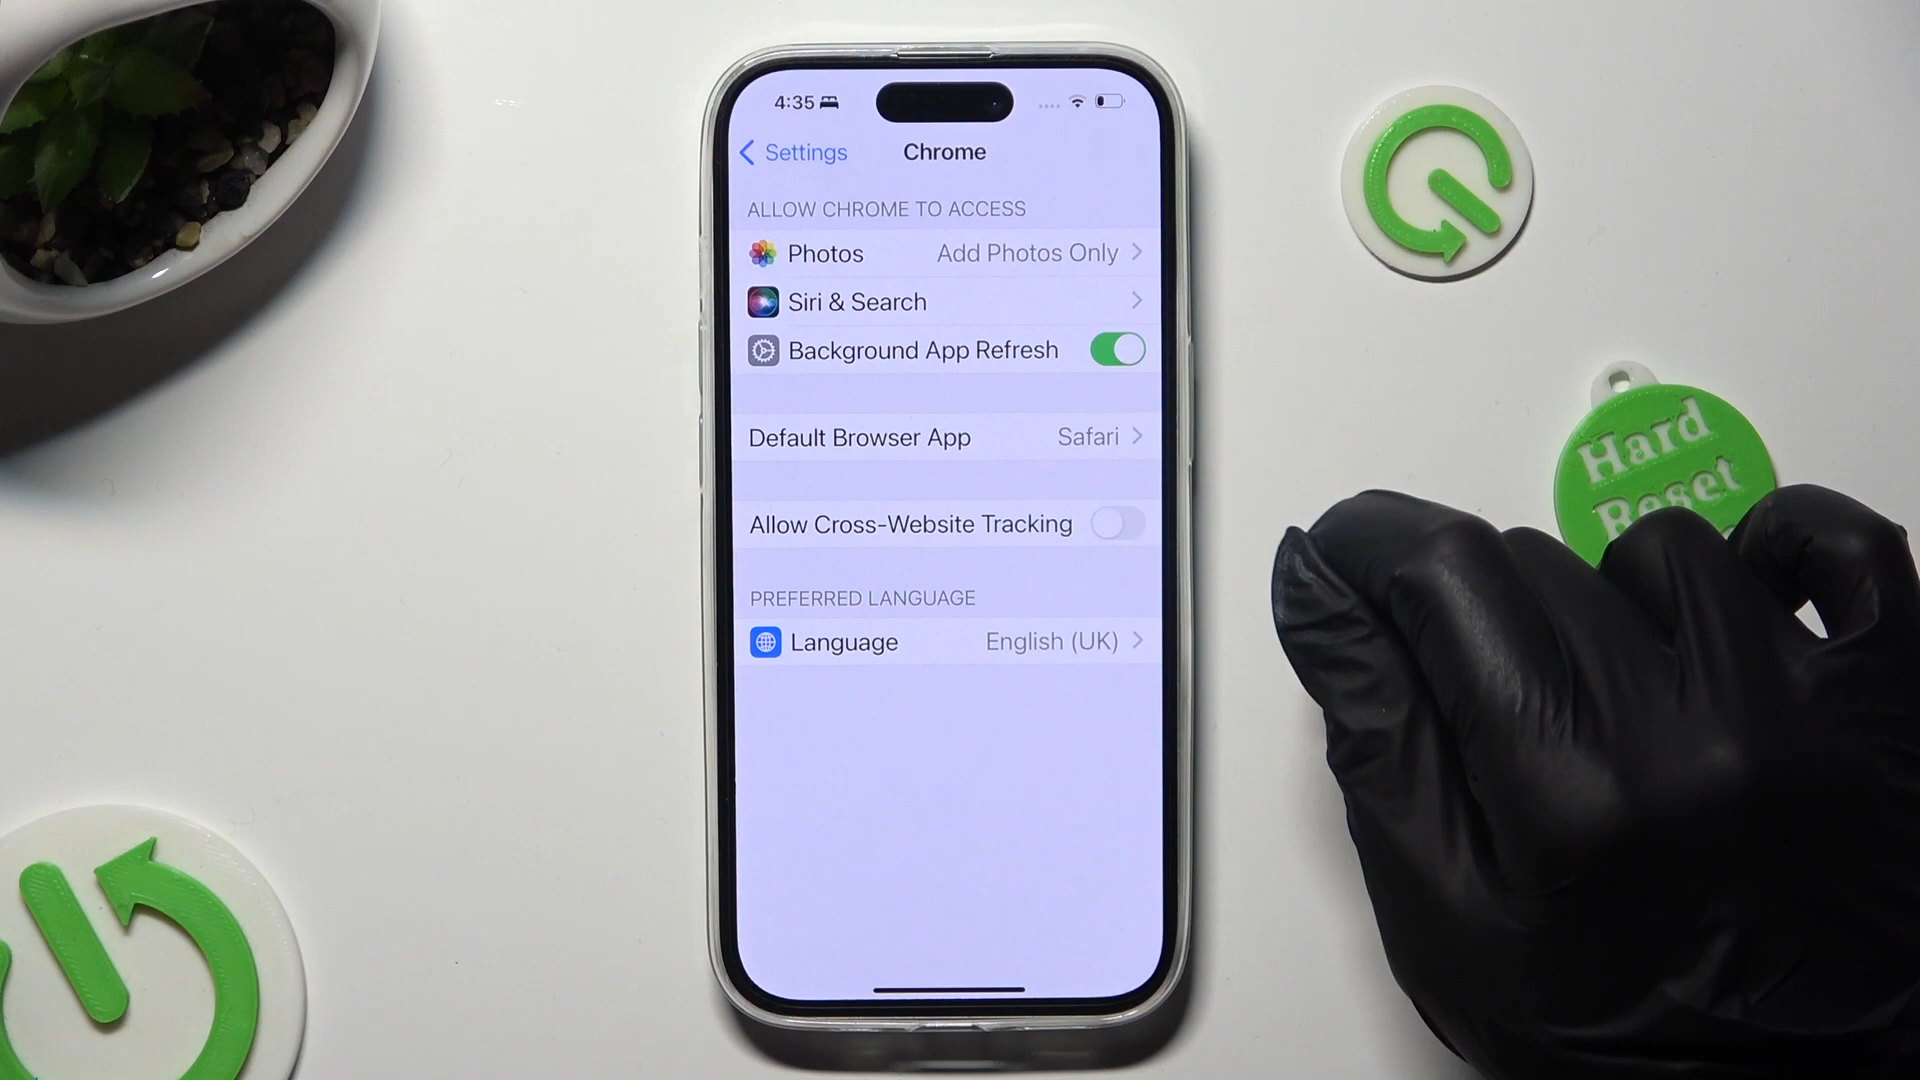 4:35
Settings
Chrome
ALLOW CHROME TO ACCESS
Photos Add Photos Only
Siri & Search
Background App Refresh
Default Browser App Safari
Allow Cross-Website Tracking
PREFERRED LANGUAGE
Language English (UK)
Hard
Reset